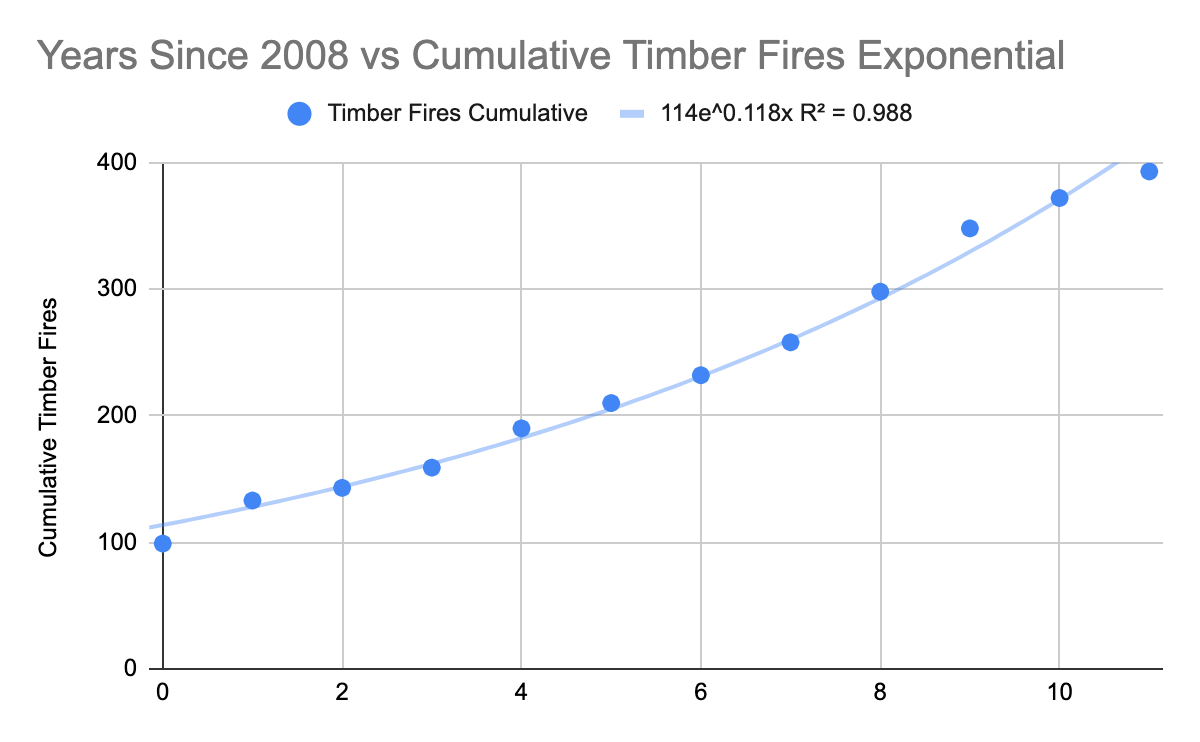 Years Since 2008 vs Cumulative Timber Fires Exponential
Timber Fires Cumulative
114e^0.118x R² = 0.988
400
300
200
100
0
Cumulative Timber Fires
0 2 4 6 8 10